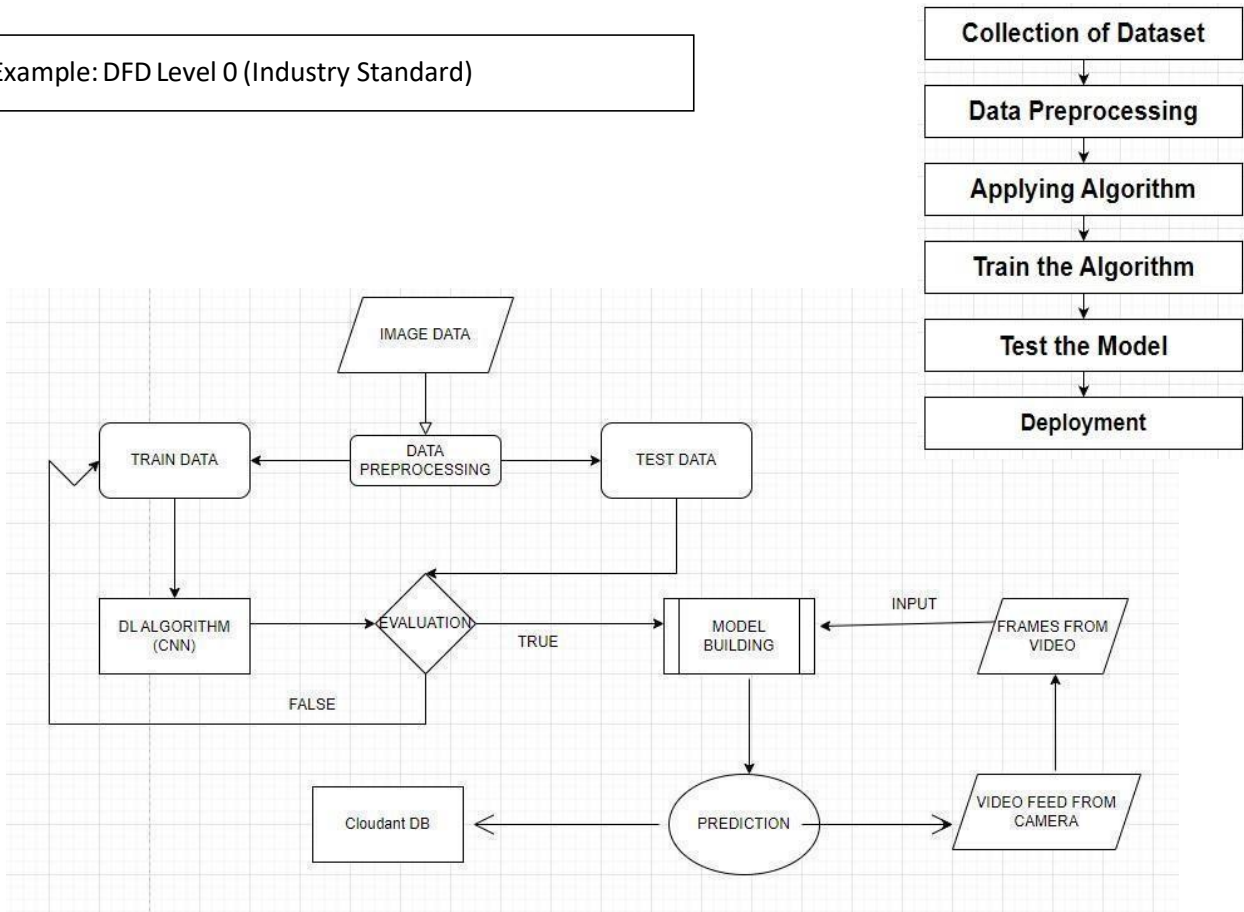 Example: DFD Level 0 (Industry Standard)
Collection of Dataset
Data Preprocessing
Applying Algorithm
Train the Algorithm
Test the Model
Deployment
IMAGE DATA
TRAIN DATA
DATA
PREPROCESSING
TEST DATA
DL ALGORITHM
(CNN)
EVALUATION
TRUE
MODEL
BUILDING
INPUT
FRAMES FROM
VIDEO
FALSE
Cloudant DB
PREDICTION
VIDEO FEED FROM
CAMERA